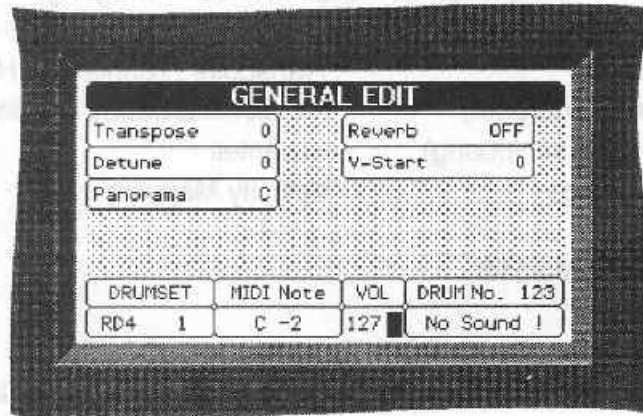 GENERAL EDIT
Transpose 0 Reverb OFF
Detune 0 V-Start 0
Panorama C
DRUMSET MIDI Note VOL DRUM No. 123
RD4 1 C -2 127 No Sound !